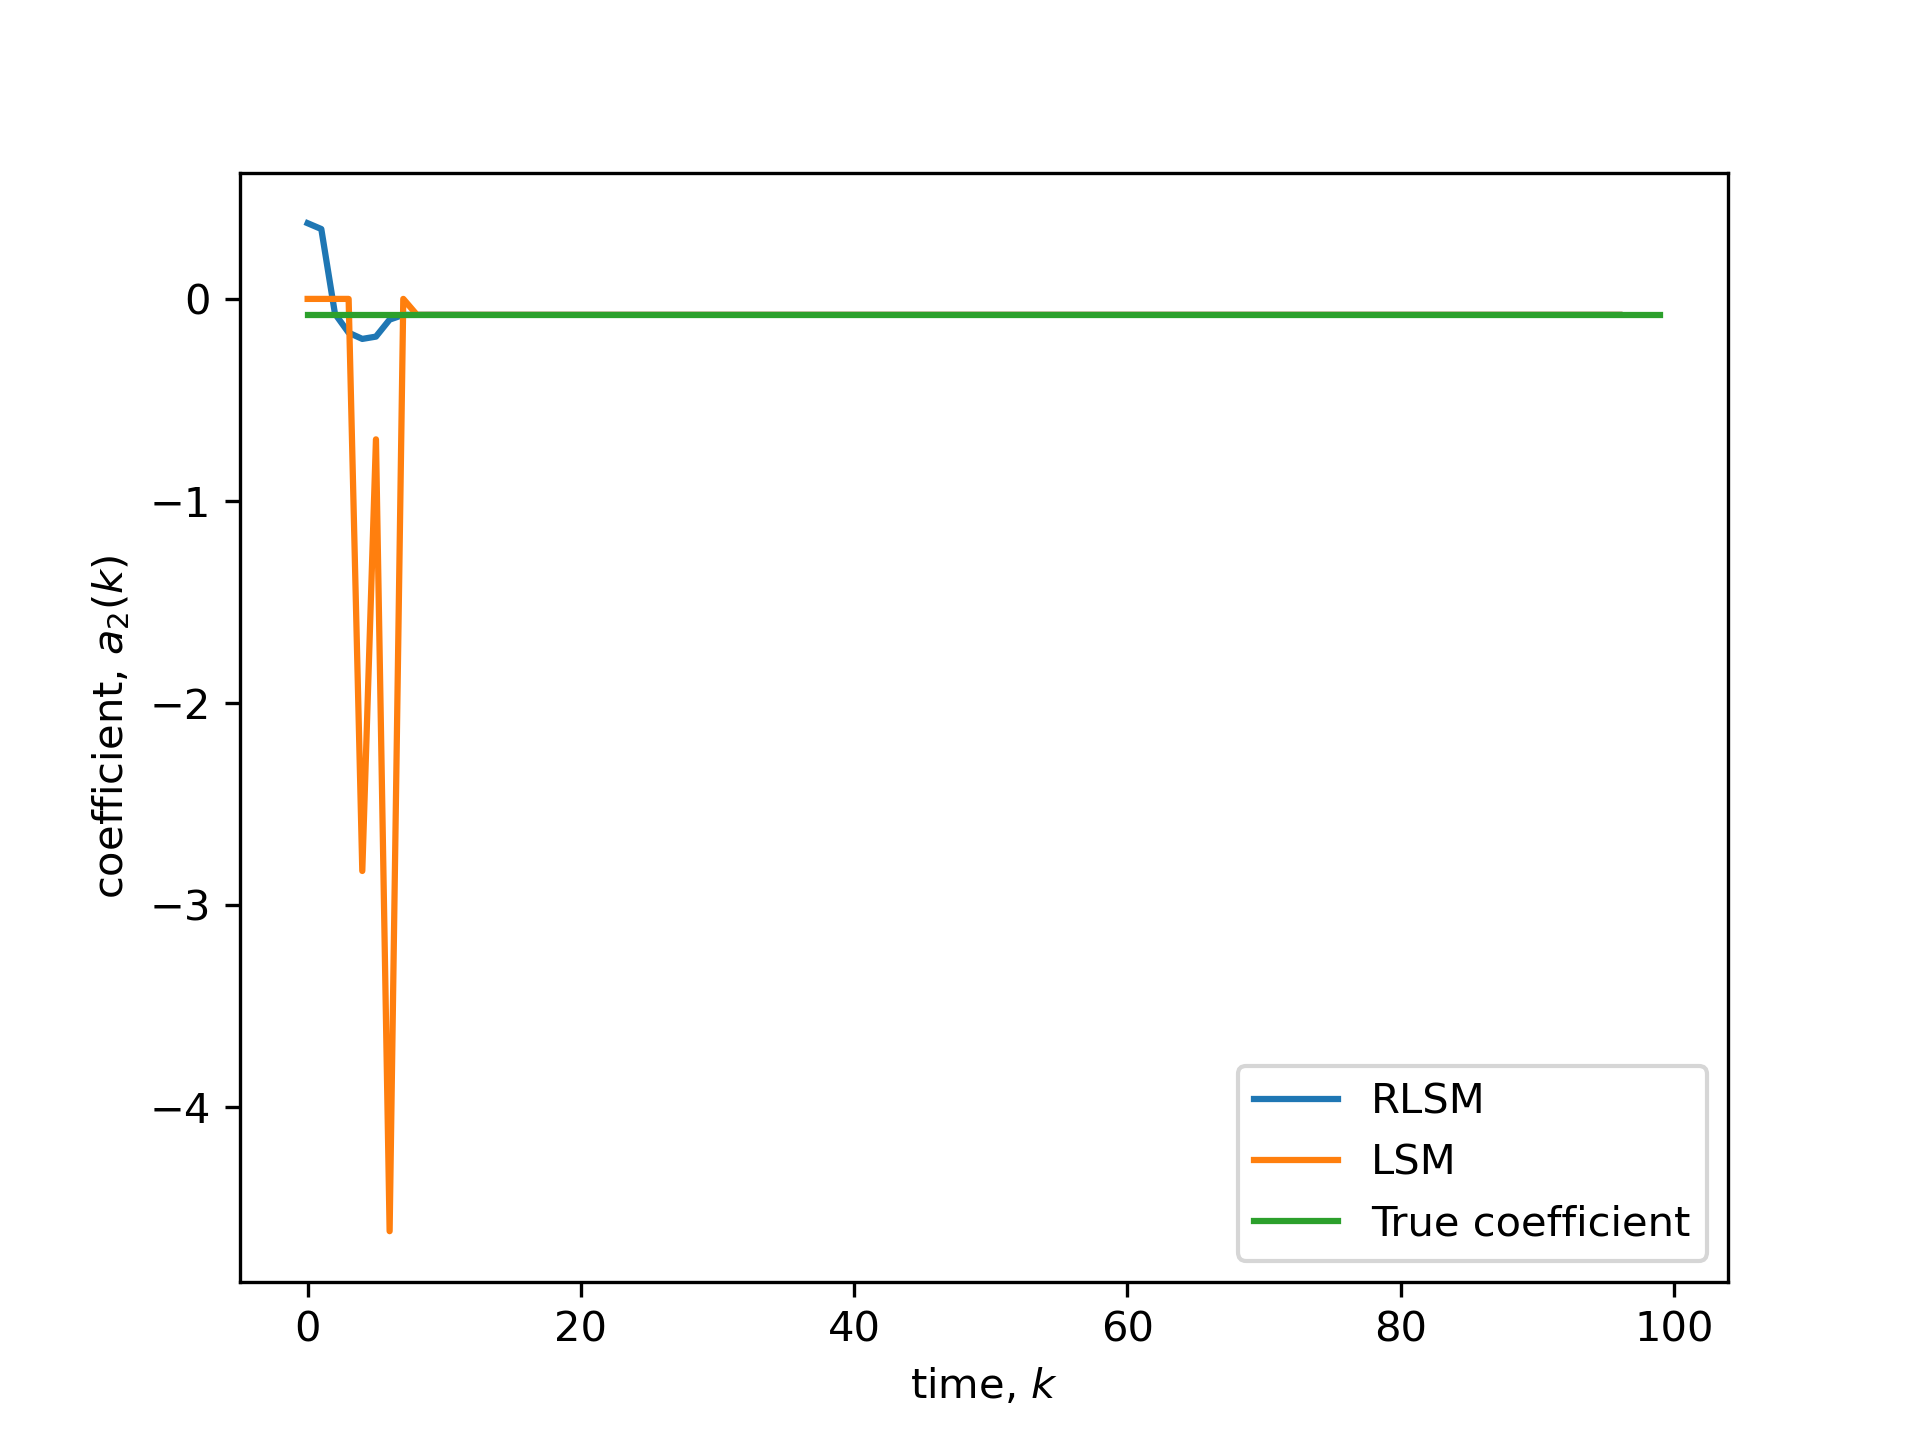 0
−1
−2
−3
−4
coefficient, a₂(k)
0 20 40 60 80 100
time, k
RLSM
LSM
True coefficient